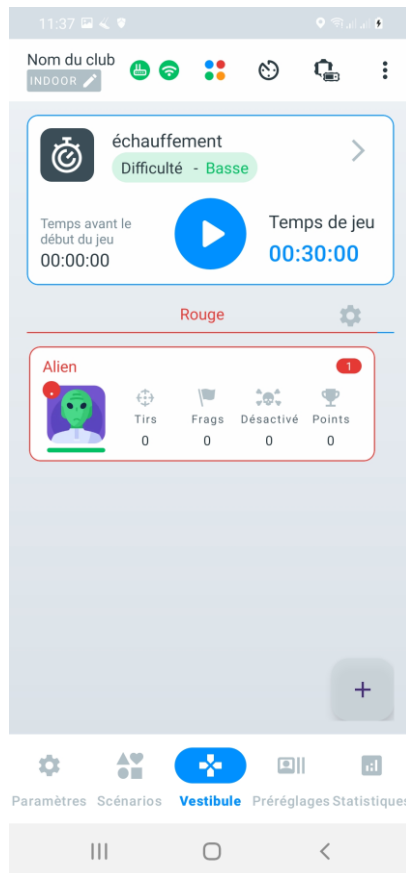 11:37
Nom du club
INDOOR
échauffement
Difficulté - Basse
Temps avant le
début du jeu
00:00:00
Temps de jeu
00:30:00
Rouge
Alien
1
Tirs Frags Désactivé Points
0 0 0 0
+
Paramètres Scénarios Vestibule Préréglages Statistiques